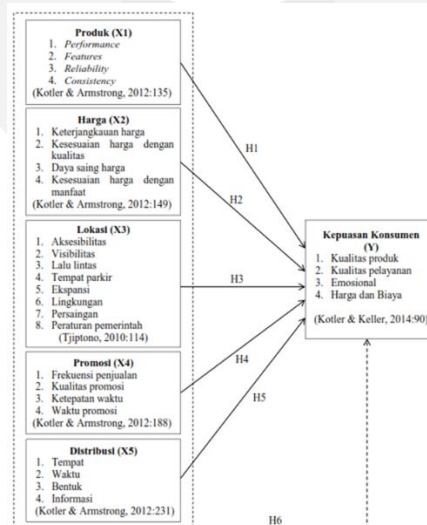 Produk (X1)
1. Performance
2. Features
3. Reliability
4. Consistency
(Kotler & Armstrong, 2012:135)
Harga (X2)
1. Keterjangkauan harga
2. Kesesuaian harga dengan
kualitas
3. Daya saing harga
4. Kesesuaian harga dengan
manfaat
(Kotler & Armstrong, 2012:149)
Lokasi (X3)
1. Aksesibilitas
2. Visibilitas
3. Lalu lintas
4. Tempat parkir
5. Ekspansi
6. Lingkungan
7. Persaingan
8. Peraturan pemerintah
(Tjiptono, 2010:114)
Promosi (X4)
1. Frekuensi penjualan
2. Kualitas promosi
3. Ketepatan waktu
4. Waktu promosi
(Kotler & Armstrong, 2012:188)
Distribusi (X5)
1. Tempat
2. Waktu
3. Bentuk
4. Informasi
(Kotler & Armstrong, 2012:231)
H1
H2
H3
H4
H5
H6
Kepuasan Konsumen
(Y)
1. Kualitas produk
2. Kualitas pelayanan
3. Emosional
4. Harga dan Biaya
(Kotler & Keller, 2014:90)